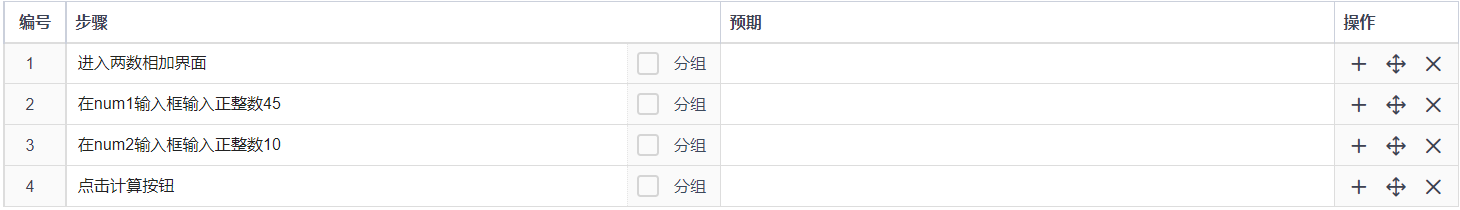 编号 步骤 预期 操作
1 进入两数相加界面 分组
2 在num1输入框输入正整数45 分组
3 在num2输入框输入正整数10 分组
4 点击计算按钮 分组